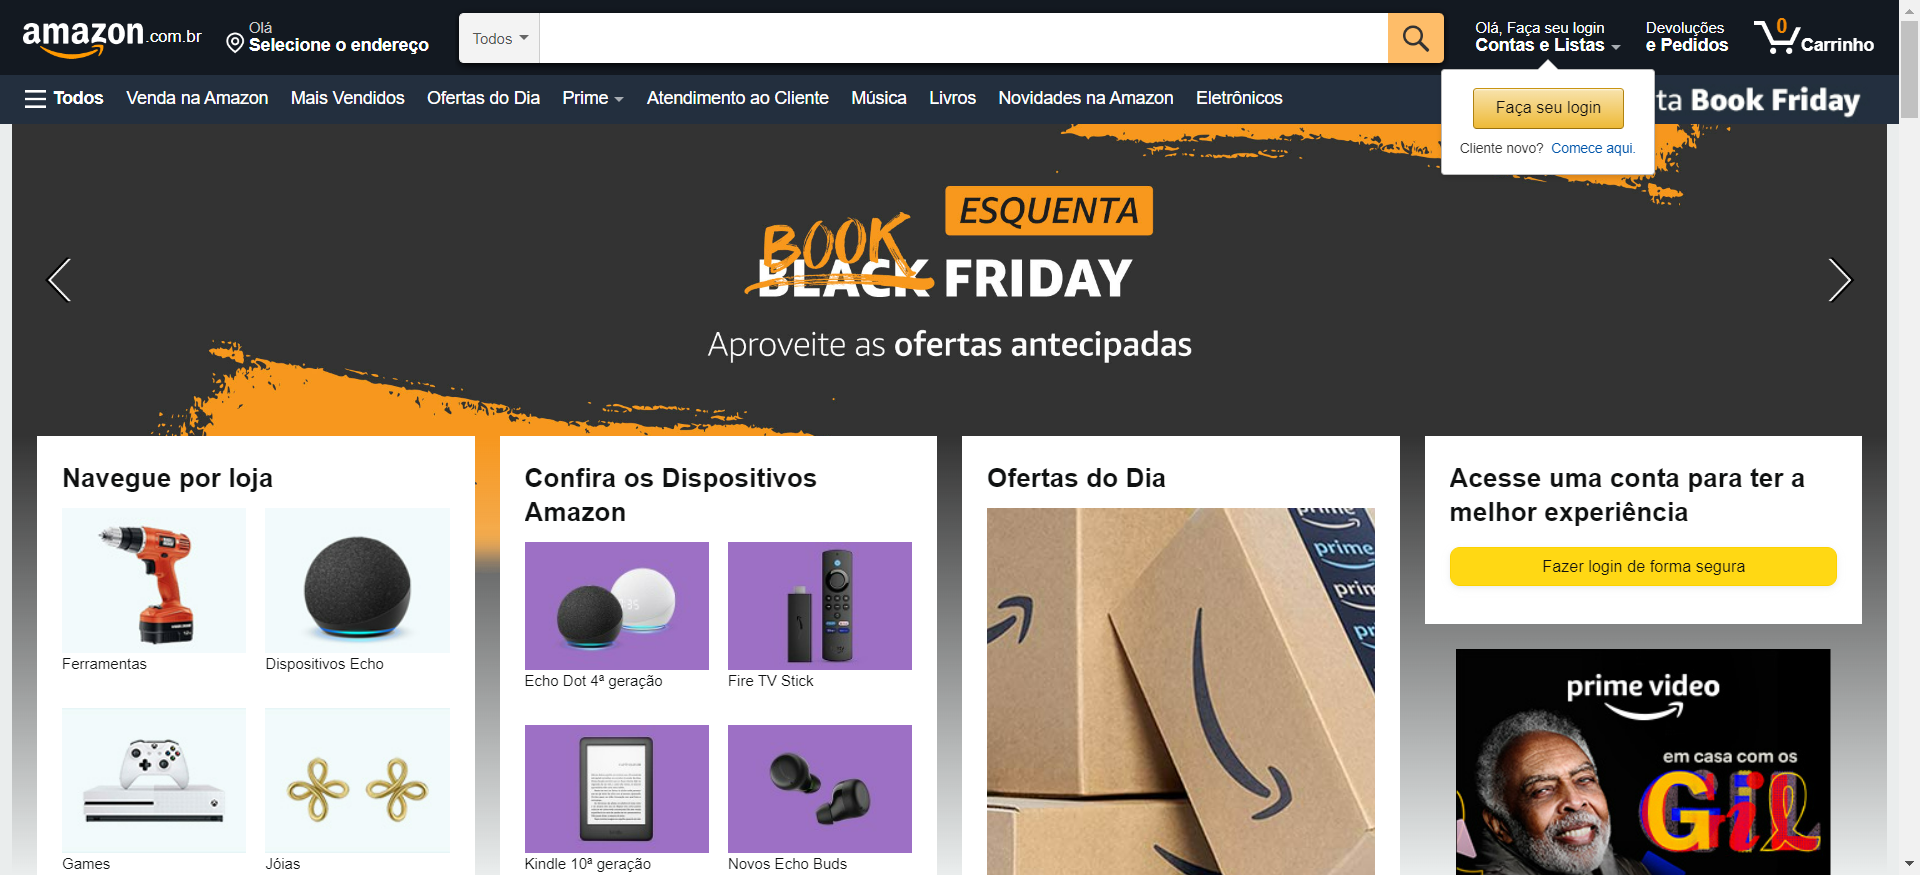 amazon.com.br
Olá
Selecione o endereço
Todos
Olá, Faça seu login
Contas e Listas
Devoluções
e Pedidos
0
Carrinho
Todos
Venda na Amazon
Mais Vendidos
Ofertas do Dia
Prime
Atendimento ao Cliente
Música
Livros
Novidades na Amazon
Eletrônicos
ta Book Friday
Faça seu login
Cliente novo? Comece aqui.
ESQUENTA
BOOK
BLACK FRIDAY
Aproveite as ofertas antecipadas
Navegue por loja
Ferramentas
Dispositivos Echo
Games
Jóias
Confira os Dispositivos
Amazon
Echo Dot 4ª geração
Fire TV Stick
Kindle 10ª geração
Novos Echo Buds
Ofertas do Dia
prime
prime
Acesse uma conta para ter a
melhor experiência
Fazer login de forma segura
prime video
em casa com os
Gil